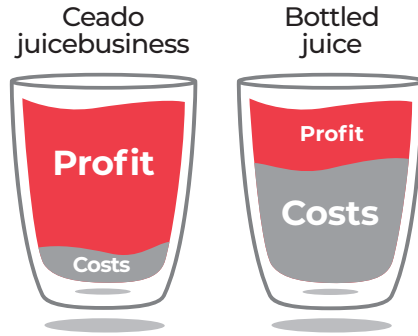 Ceado
juicebusiness
Profit
Costs
Bottled
juice
Profit
Costs